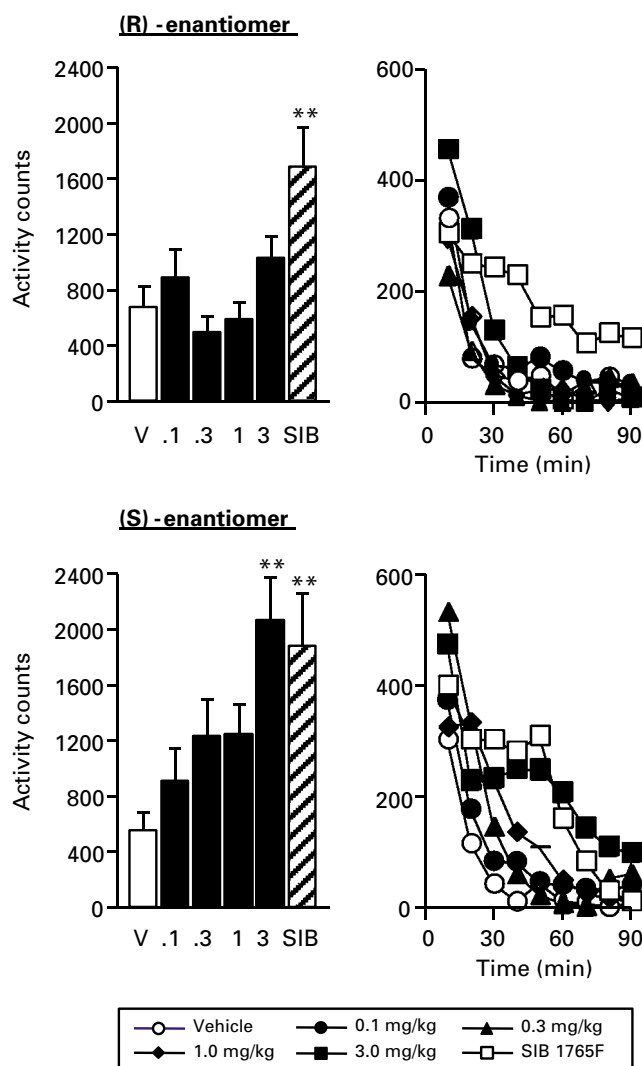 (R) -enantiomer
2400
2000
1600
1200
800
400
0
Activity counts
**
V .1 .3 1 3 SIB
600
400
200
0
0 30 60 90
Time (min)
(S) -enantiomer
2400
2000
1600
1200
800
400
0
Activity counts
** **
V .1 .3 1 3 SIB
600
400
200
0
0 30 60 90
Time (min)
Vehicle 0.1 mg/kg 0.3 mg/kg
1.0 mg/kg 3.0 mg/kg SIB 1765F